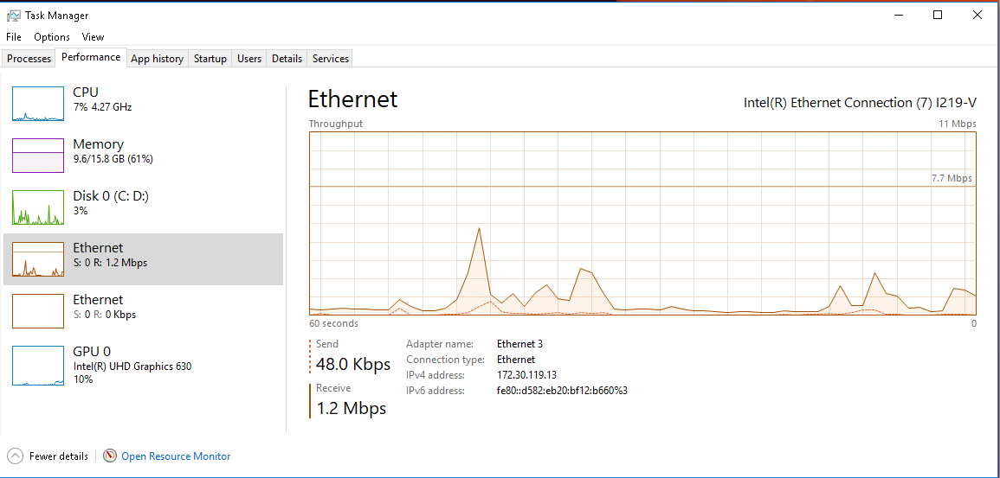 Task Manager
File Options View
Processes Performance App history Startup Users Details Services
CPU
7% 4.27 GHz
Memory
9.6/15.8 GB (61%)
Disk 0 (C: D:)
3%
Ethernet
S: 0 R: 1.2 Mbps
Ethernet
S: 0 R: 0 Kbps
GPU 0
Intel(R) UHD Graphics 630
10%
Ethernet Intel(R) Ethernet Connection (7) I219-V
Throughput 11 Mbps
7.7 Mbps
60 seconds 0
Send
48.0 Kbps
Receive
1.2 Mbps
Adapter name: Ethernet 3
Connection type: Ethernet
IPv4 address: 172.30.119.13
IPv6 address: fe80::d582:eb20:bf12:b660%3
Fewer details Open Resource Monitor